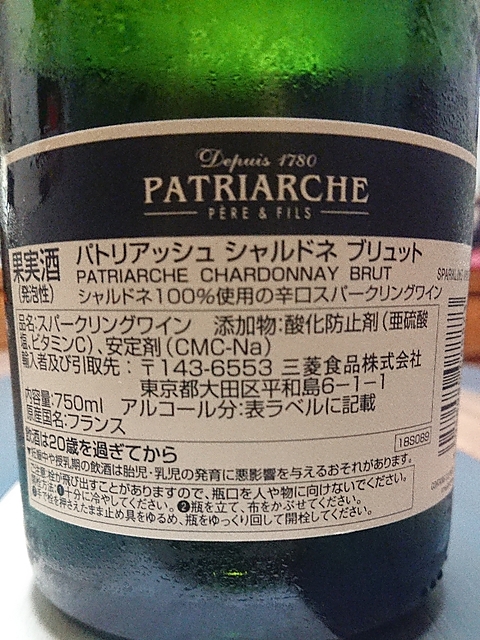 Depuis 1780
PATRIARCHE
PÈRE & FILS
果実酒
(発泡性)
パトリアッシュ シャルドネ ブリュット
PATRIARCHE CHARDONNAY BRUT
SPARKLING
シャルドネ100%使用の辛口スパークリングワイン
品名:スパークリングワイン 添加物:酸化防止剤(亜硫酸
塩、ビタミンC)、安定剤(CMC-Na)
輸入者及び引取先:〒143-6553 三菱食品株式会社
東京都大田区平和島6-1-1
内容量:750ml アルコール分:表ラベルに記載
原産国名:フランス
飲酒は20歳を過ぎてから
18S089
▼妊娠中や授乳期の飲酒は胎児・乳児の発育に悪影響を与えるおそれがあります。
ご注意:栓が飛び出すことがありますので、瓶口を人や物に向けないでください。
開栓方法:❶十分に冷やしてください。❷瓶を立て、布をかぶせてください。
❸手で栓を押さえたまま止め具をゆるめ、瓶をゆっくり回して開栓してください。